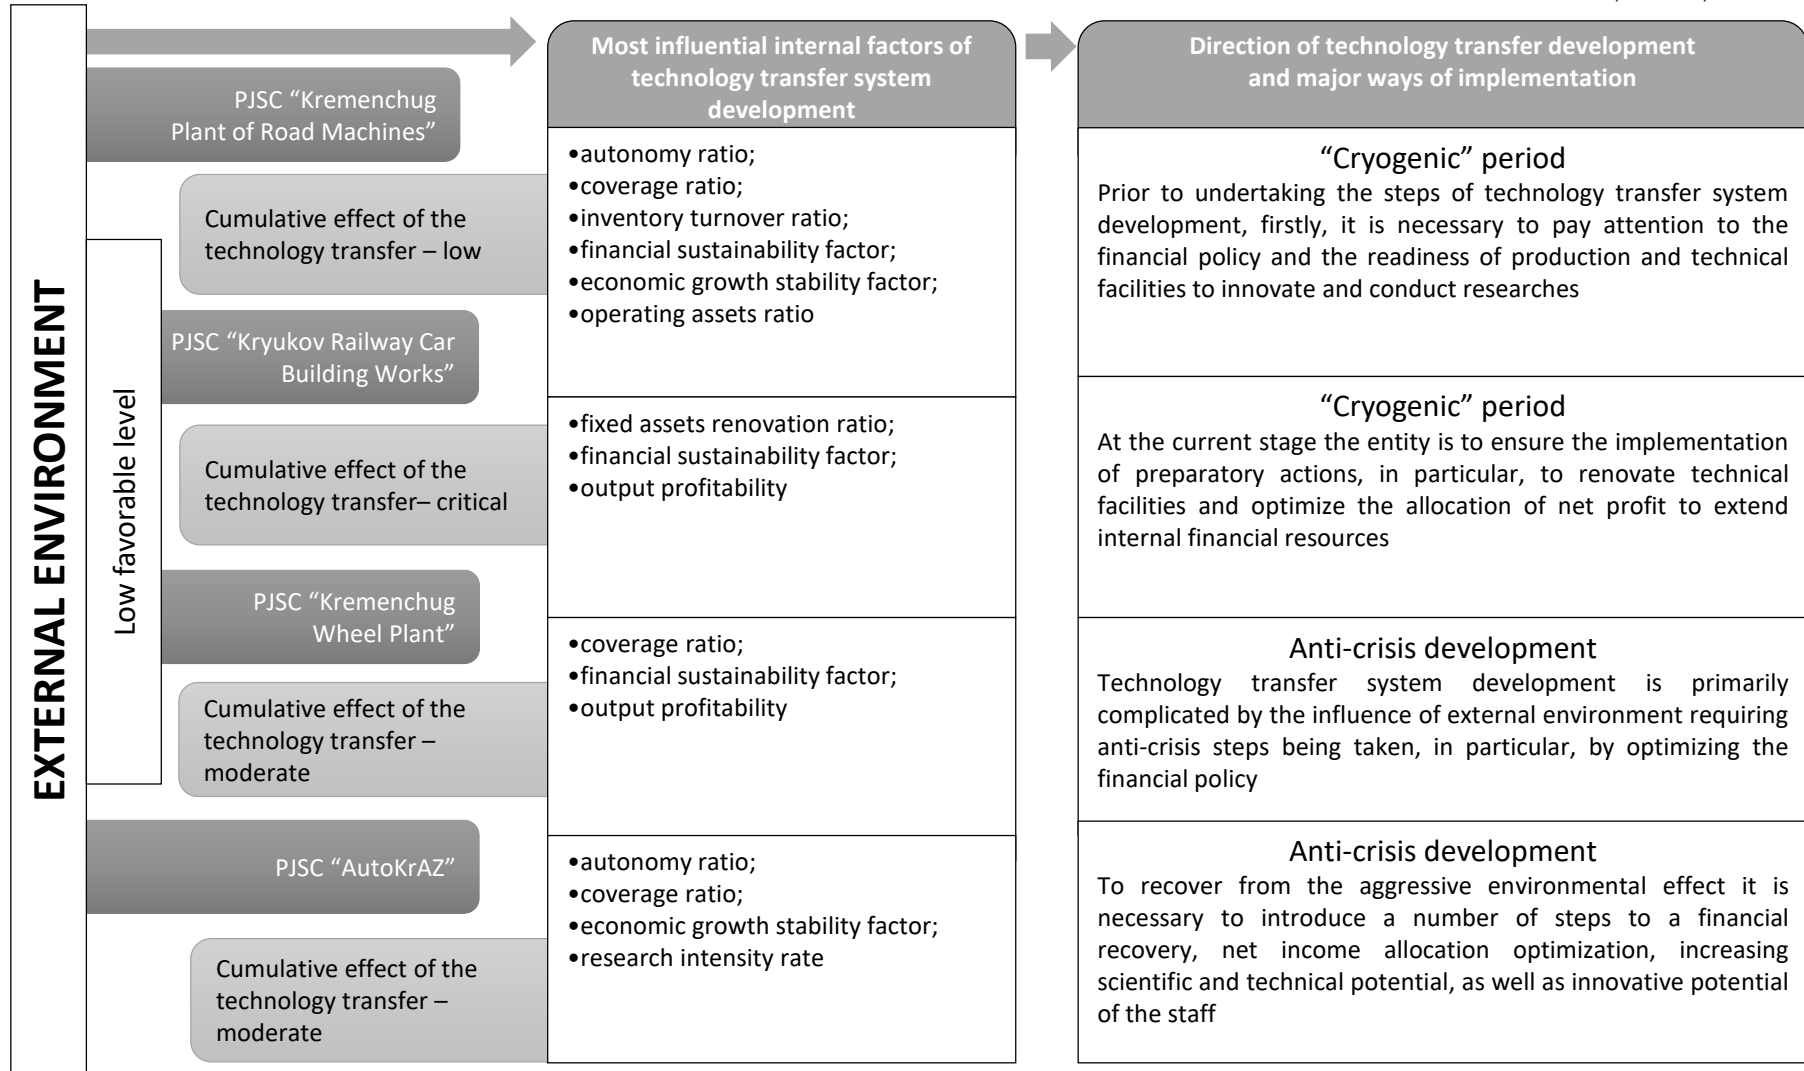 EXTERNAL ENVIRONMENT
Low favorable level
PJSC “Kremenchug
Plant of Road Machines”
Cumulative effect of the
technology transfer – low
PJSC “Kryukov Railway Car
Building Works”
Cumulative effect of the
technology transfer– critical
PJSC “Kremenchug
Wheel Plant”
Cumulative effect of the
technology transfer –
moderate
PJSC “AutoKrAZ”
Cumulative effect of the
technology transfer –
moderate
Most influential internal factors of
technology transfer system
development
•autonomy ratio;
•coverage ratio;
•inventory turnover ratio;
•financial sustainability factor;
•economic growth stability factor;
•operating assets ratio
•fixed assets renovation ratio;
•financial sustainability factor;
•output profitability
•coverage ratio;
•financial sustainability factor;
•output profitability
•autonomy ratio;
•coverage ratio;
•economic growth stability factor;
•research intensity rate
Direction of technology transfer development
and major ways of implementation
“Cryogenic” period
Prior to undertaking the steps of technology transfer system
development, firstly, it is necessary to pay attention to the
financial policy and the readiness of production and technical
facilities to innovate and conduct researches
“Cryogenic” period
At the current stage the entity is to ensure the implementation
of preparatory actions, in particular, to renovate technical
facilities and optimize the allocation of net profit to extend
internal financial resources
Anti-crisis development
Technology transfer system development is primarily
complicated by the influence of external environment requiring
anti-crisis steps being taken, in particular, by optimizing the
financial policy
Anti-crisis development
To recover from the aggressive environmental effect it is
necessary to introduce a number of steps to a financial
recovery, net income allocation optimization, increasing
scientific and technical potential, as well as innovative potential
of the staff